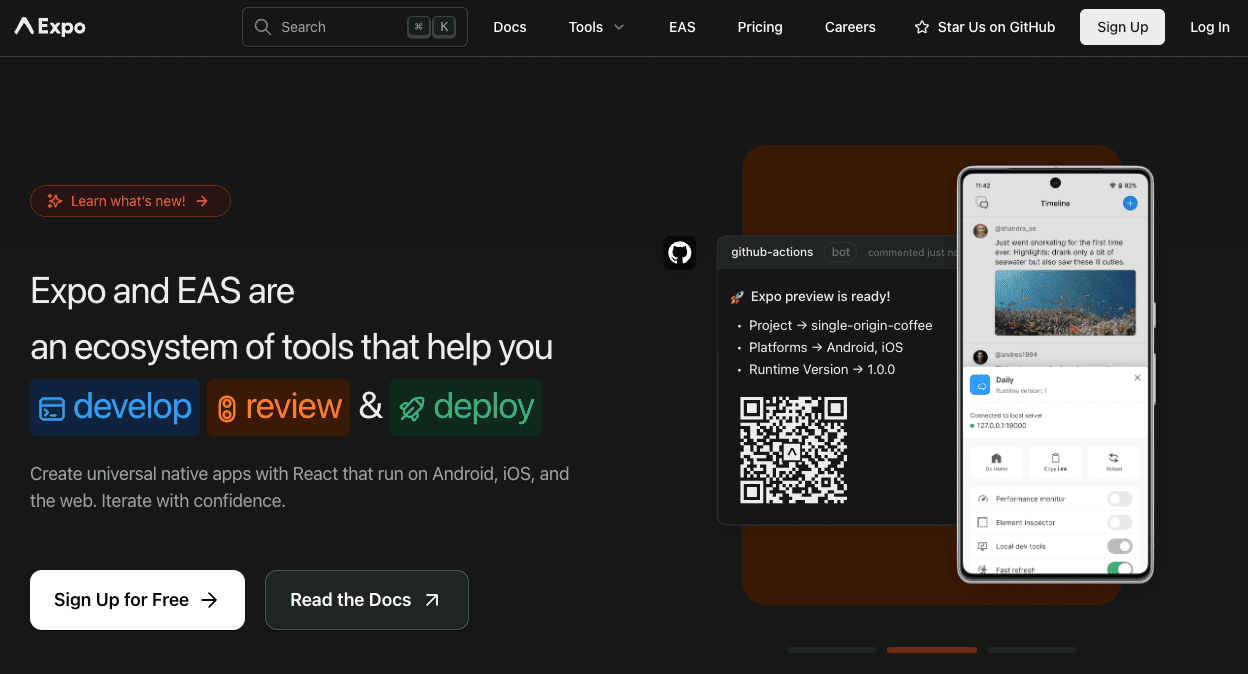 Expo
Search ⌘ K
Docs
Tools
EAS
Pricing
Careers
Star Us on GitHub
Sign Up
Log In
Learn what's new! →
Expo and EAS are
an ecosystem of tools that help you
develop review & deploy
Create universal native apps with React that run on Android, iOS, and
the web. Iterate with confidence.
Sign Up for Free →
Read the Docs
github-actions bot commented just
🚀 Expo preview is ready!
• Project → single-origin-coffee
• Platforms → Android, iOS
• Runtime Version → 1.0.0
11:42
92%
Timeline
@shandra_se
Just went snorkeling for the first time
ever. Highlights: drank only a bit of
seawater but also saw these lil cuties.
@andres1994
Daily
Runtime version: 1
Connected to local server
127.0.0.1:19000
Go Home
Copy Link
Reload
Performance monitor
Element inspector
Local dev tools
Fast refresh